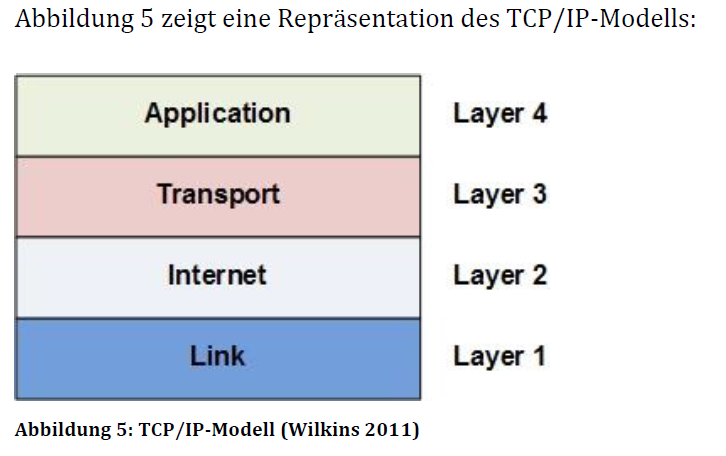 Abbildung 5 zeigt eine Repräsentation des TCP/IP-Modells:
Application Layer 4
Transport Layer 3
Internet Layer 2
Link Layer 1
Abbildung 5: TCP/IP-Modell (Wilkins 2011)